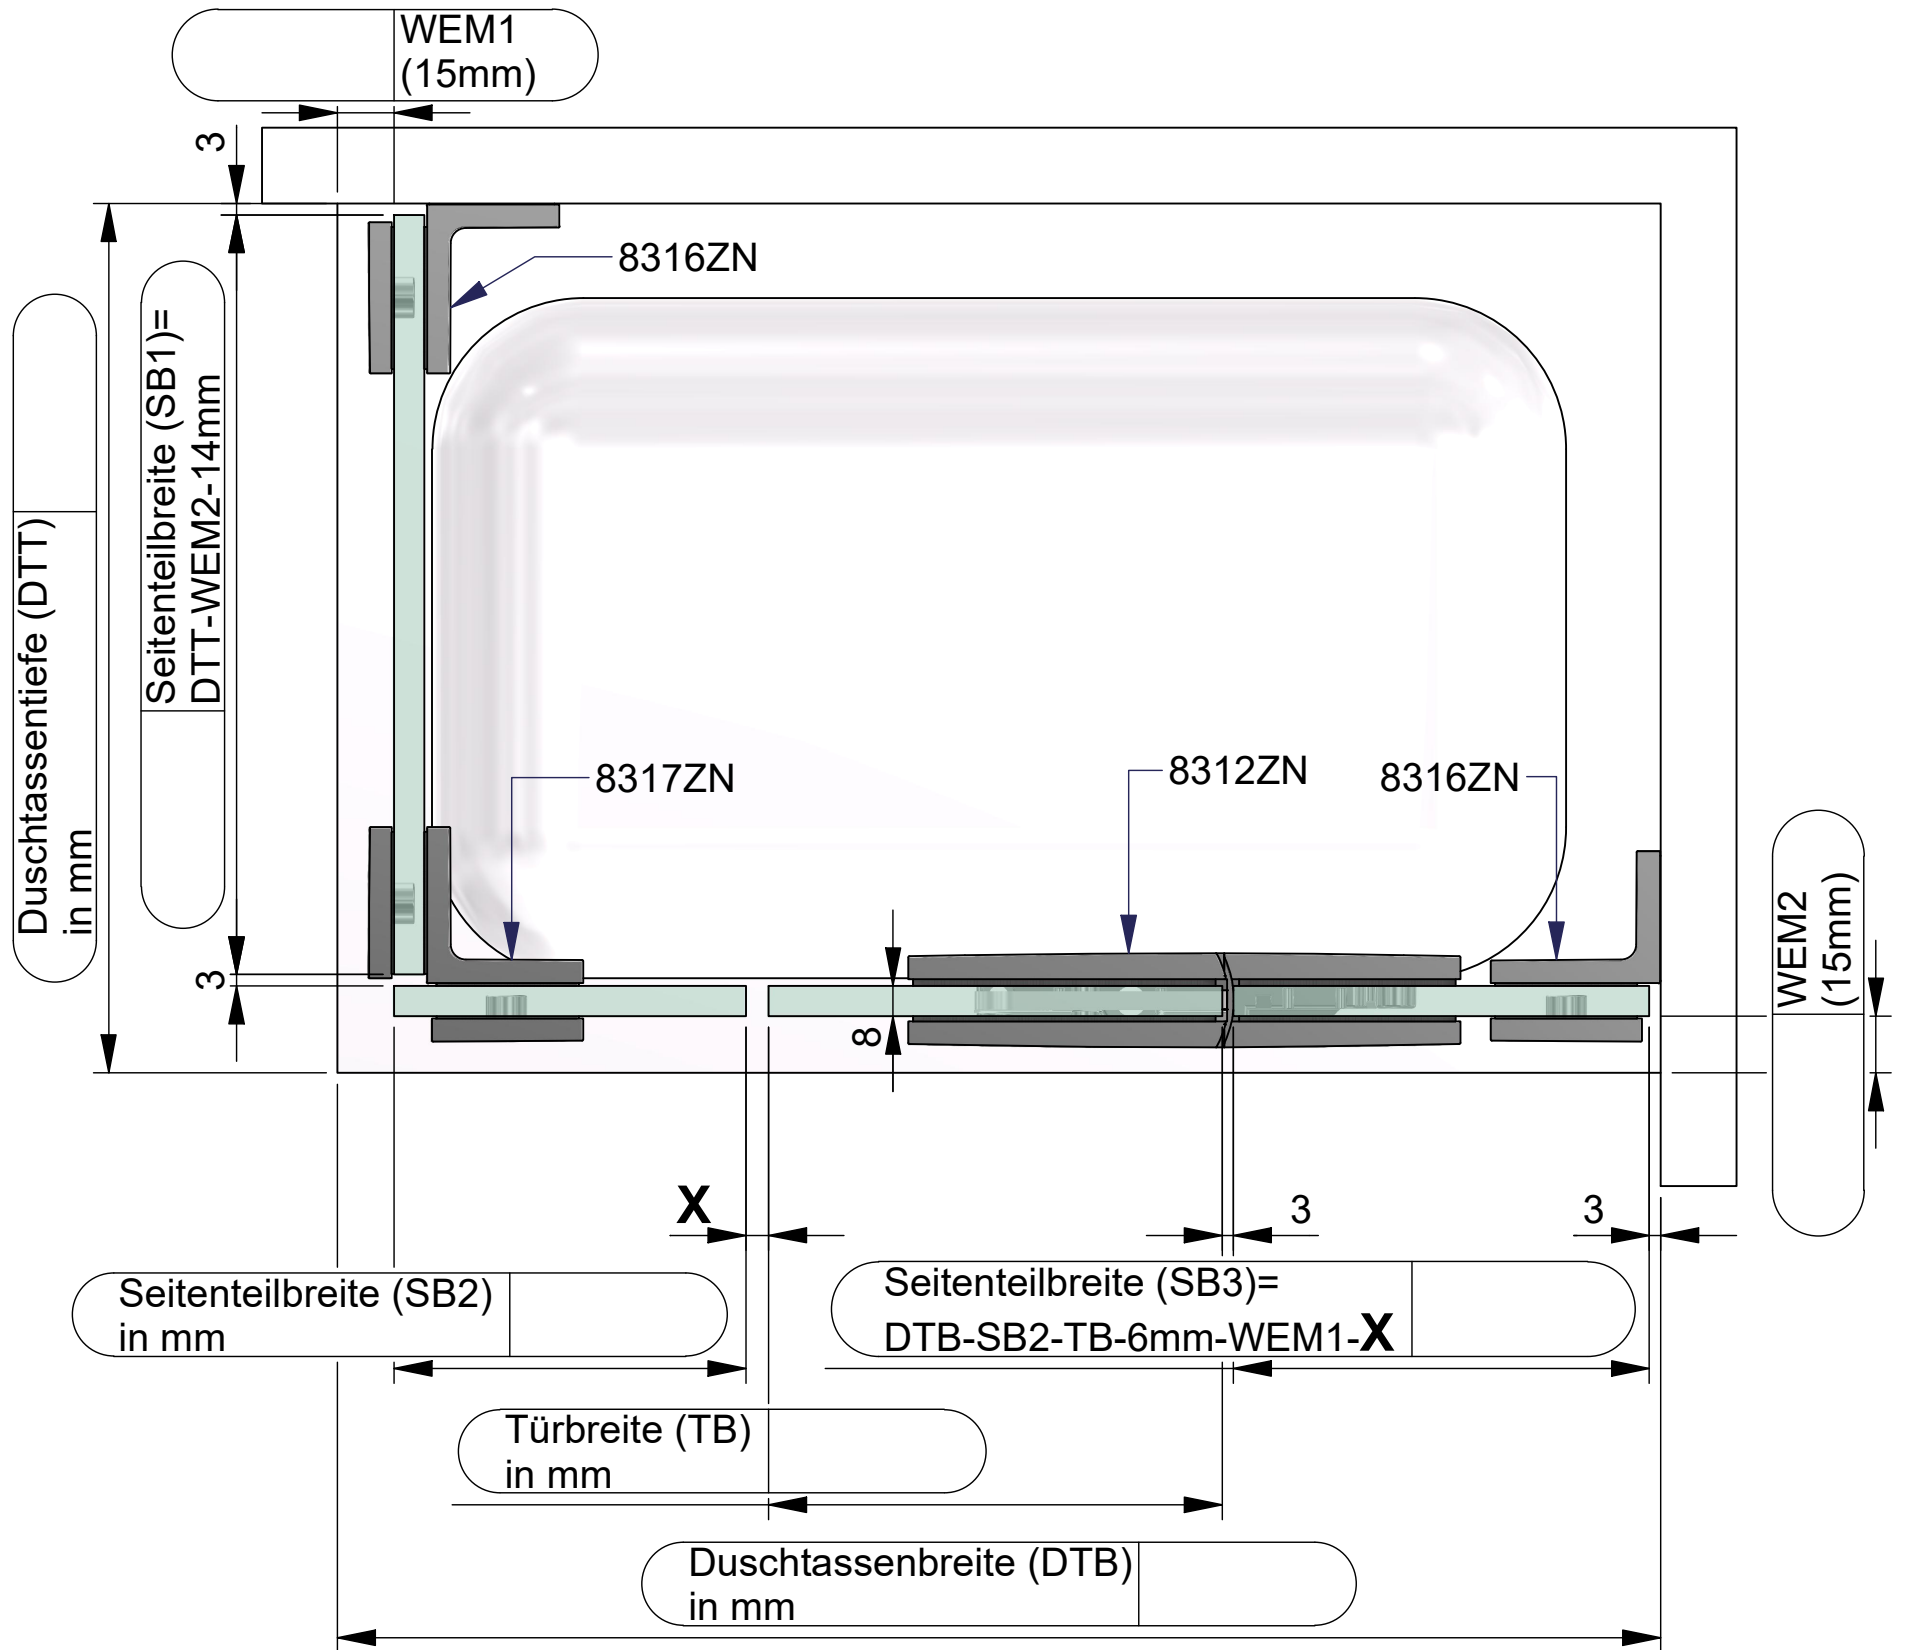 WEM1
(15mm)
3
8316ZN
Duschtassentiefe (DTT)
in mm
Seitenteilbreite (SB1)=
DTT-WEM2-14mm
8317ZN
8312ZN
8316ZN
WEM2
(15mm)
3
8
X
3
3
Seitenteilbreite (SB2)
in mm
Seitenteilbreite (SB3)=
DTB-SB2-TB-6mm-WEM1-X
Türbreite (TB)
in mm
Duschtassenbreite (DTB)
in mm